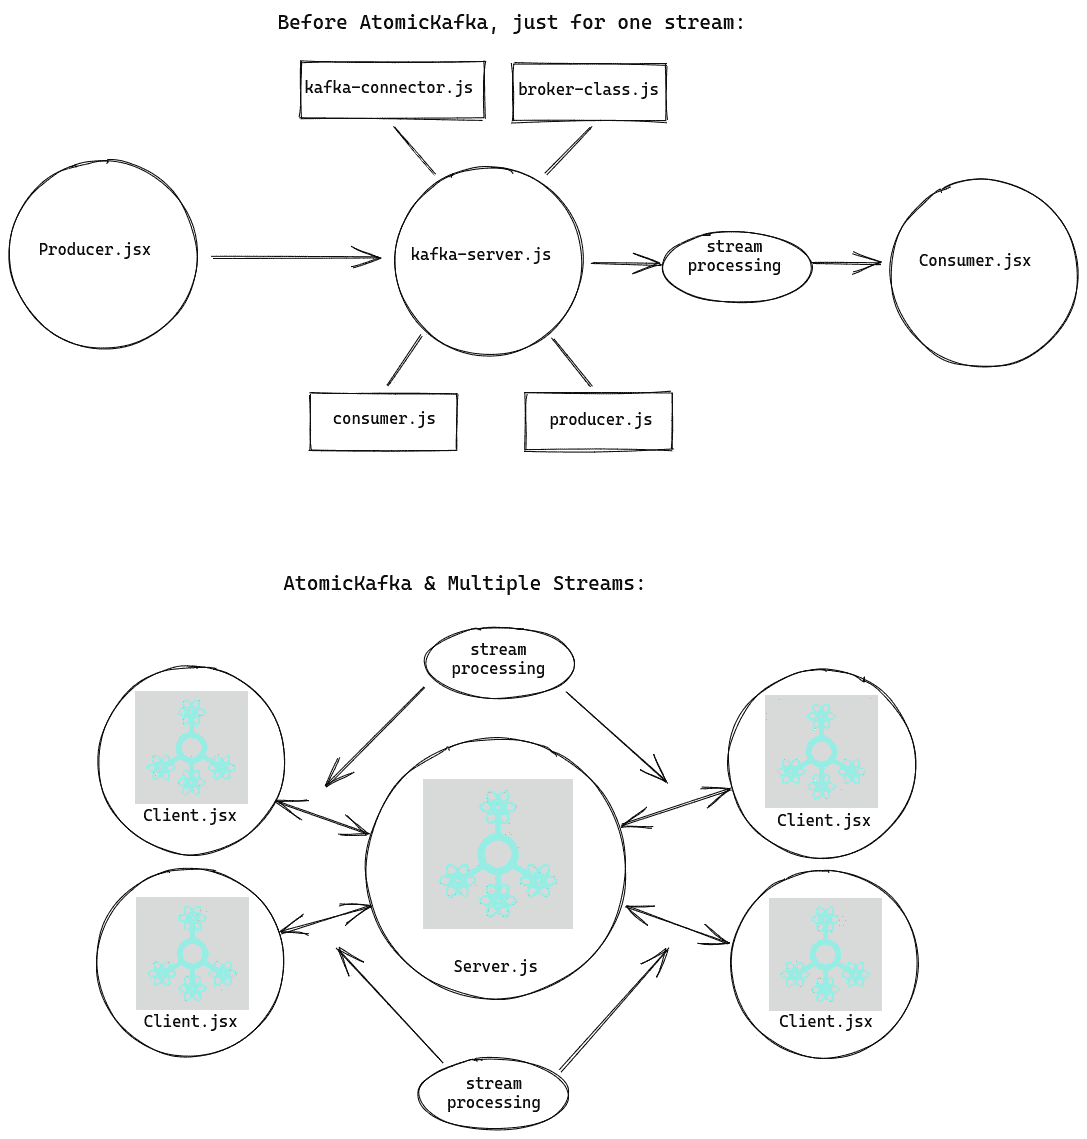 Before AtomicKafka, just for one stream:
kafka-connector.js
broker-class.js
Producer.jsx
kafka-server.js
stream
processing
Consumer.jsx
consumer.js
producer.js
AtomicKafka & Multiple Streams:
stream
processing
Client.jsx
Client.jsx
Server.js
Client.jsx
Client.jsx
stream
processing